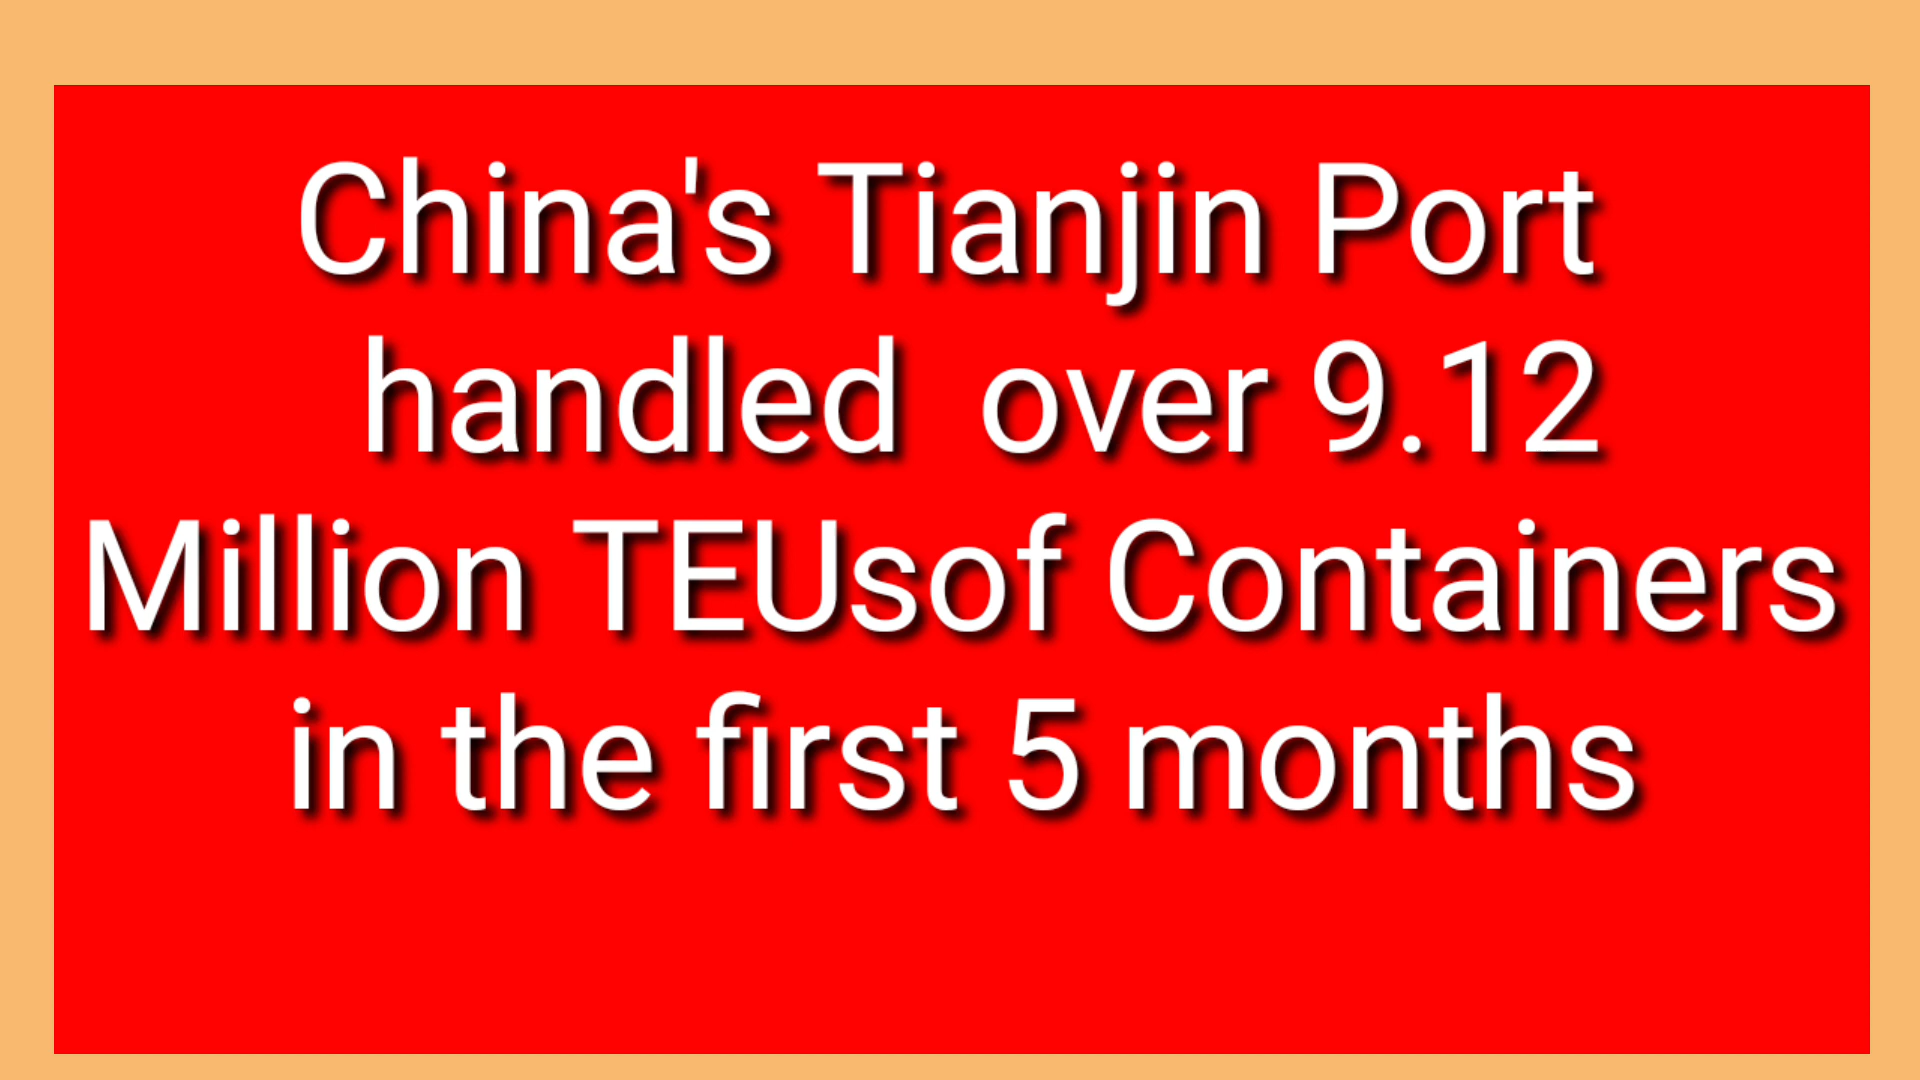 China's Tianjin Port
handled  over 9.12
Million TEUsof Containers
in the first 5 months